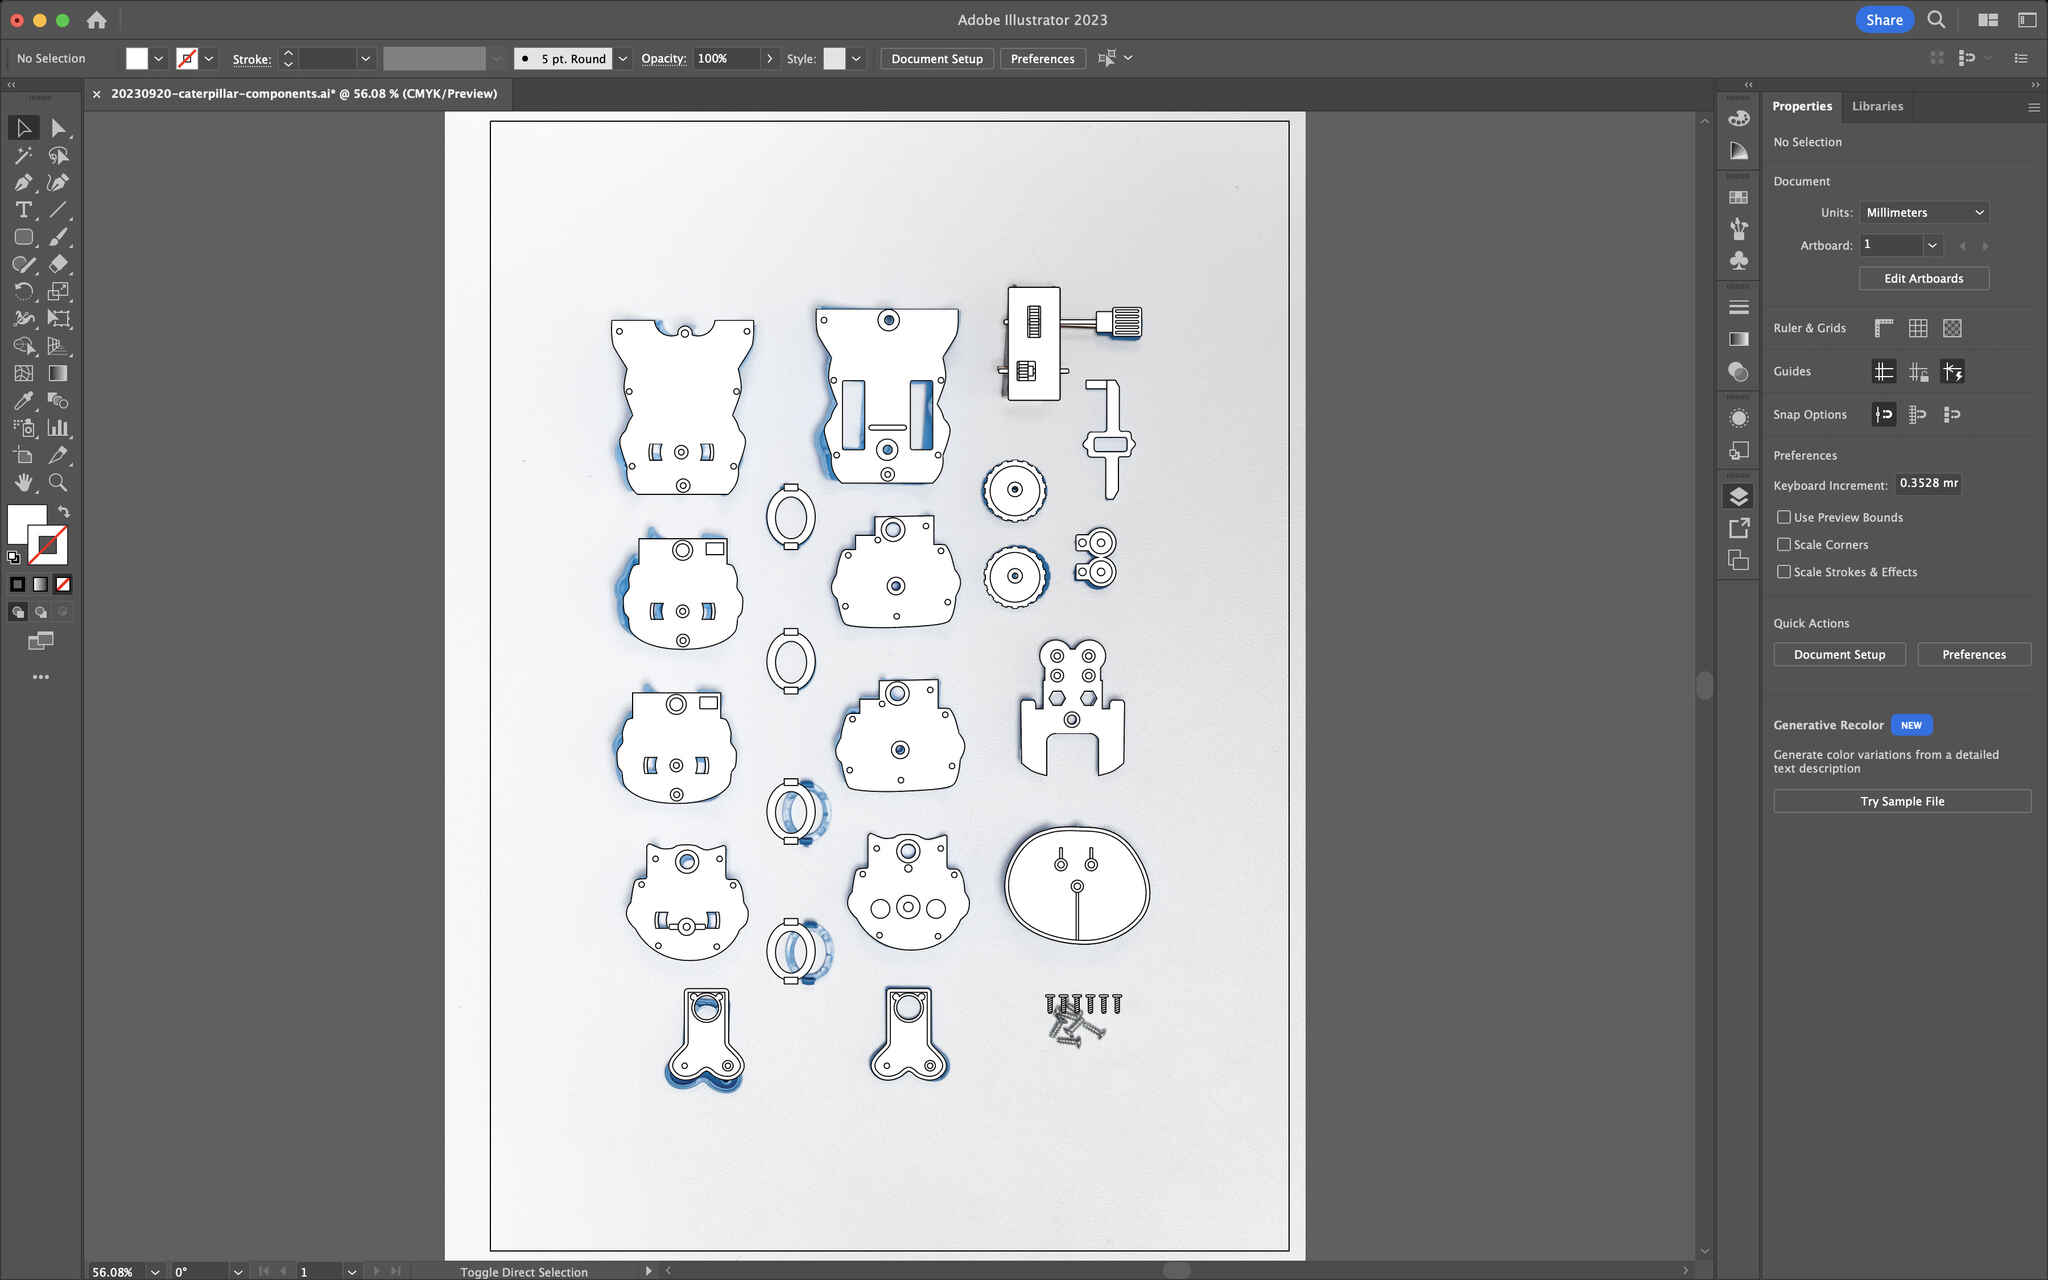 Adobe Illustrator 2023
Share
No Selection
Stroke:
5 pt. Round
Opacity:
100%
Style:
Document Setup
Preferences
20230920-caterpillar-components.ai* @ 56.08 % (CMYK/Preview)
Properties
Libraries
No Selection
Document
Units:
Millimeters
Artboard:
1
Edit Artboards
Ruler & Grids
Guides
Snap Options
Preferences
Keyboard Increment:
0.3528 mr
Use Preview Bounds
Scale Corners
Scale Strokes & Effects
Quick Actions
Document Setup
Preferences
Generative Recolor
NEW
Generate color variations from a detailed
text description
Try Sample File
56.08%
0°
1
Toggle Direct Selection